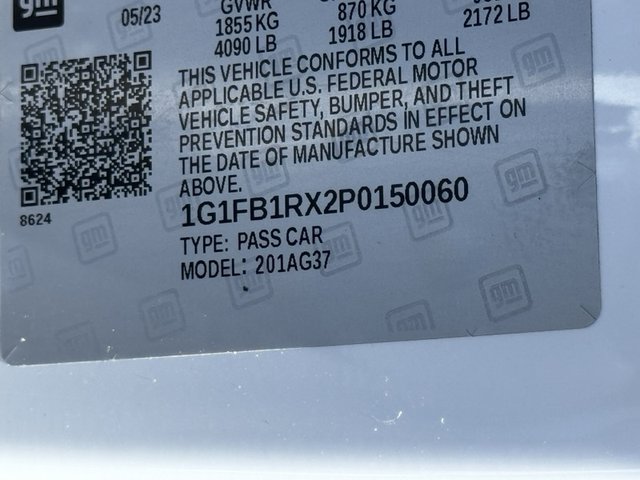 gm
05/23 GVWR
1855 KG 870 KG
4090 LB 1918 LB 2172 LB
THIS VEHICLE CONFORMS TO ALL
APPLICABLE U.S. FEDERAL MOTOR
VEHICLE SAFETY, BUMPER, AND THEFT
PREVENTION STANDARDS IN EFFECT ON
THE DATE OF MANUFACTURE SHOWN
ABOVE.
8624
1G1FB1RX2P0150060
TYPE: PASS CAR
MODEL: 201AG37